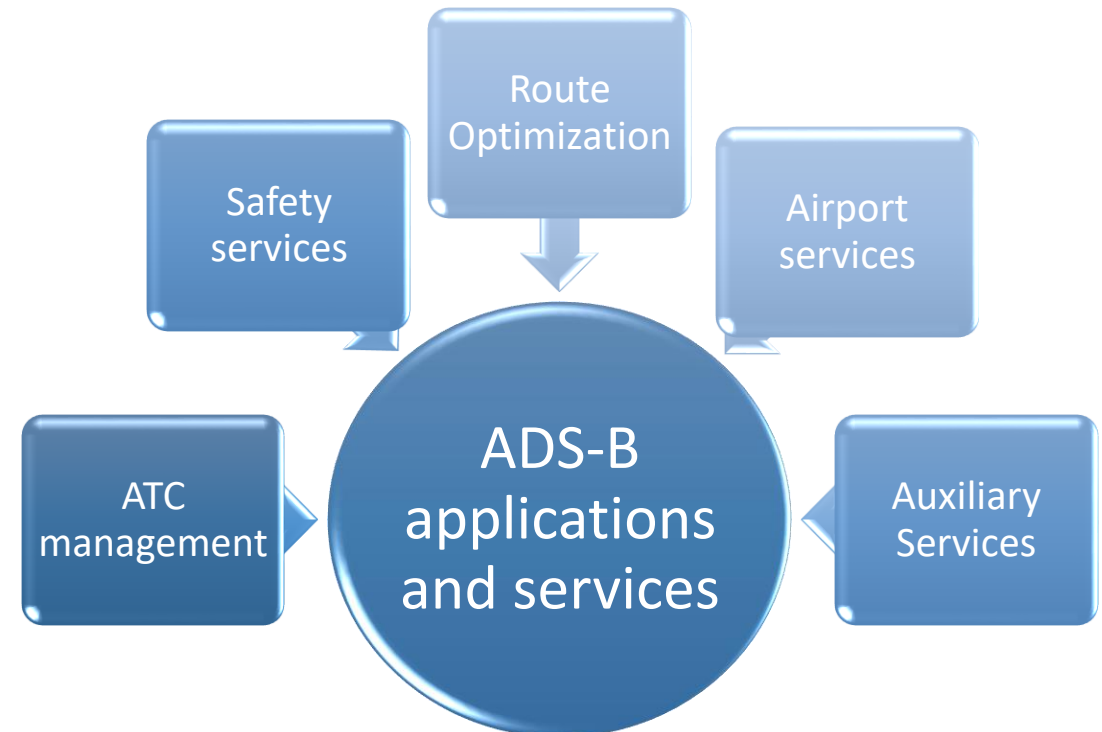 Route
Optimization
Safety
services
Airport
services
ATC
management
ADS-B
applications
and services
Auxiliary
Services